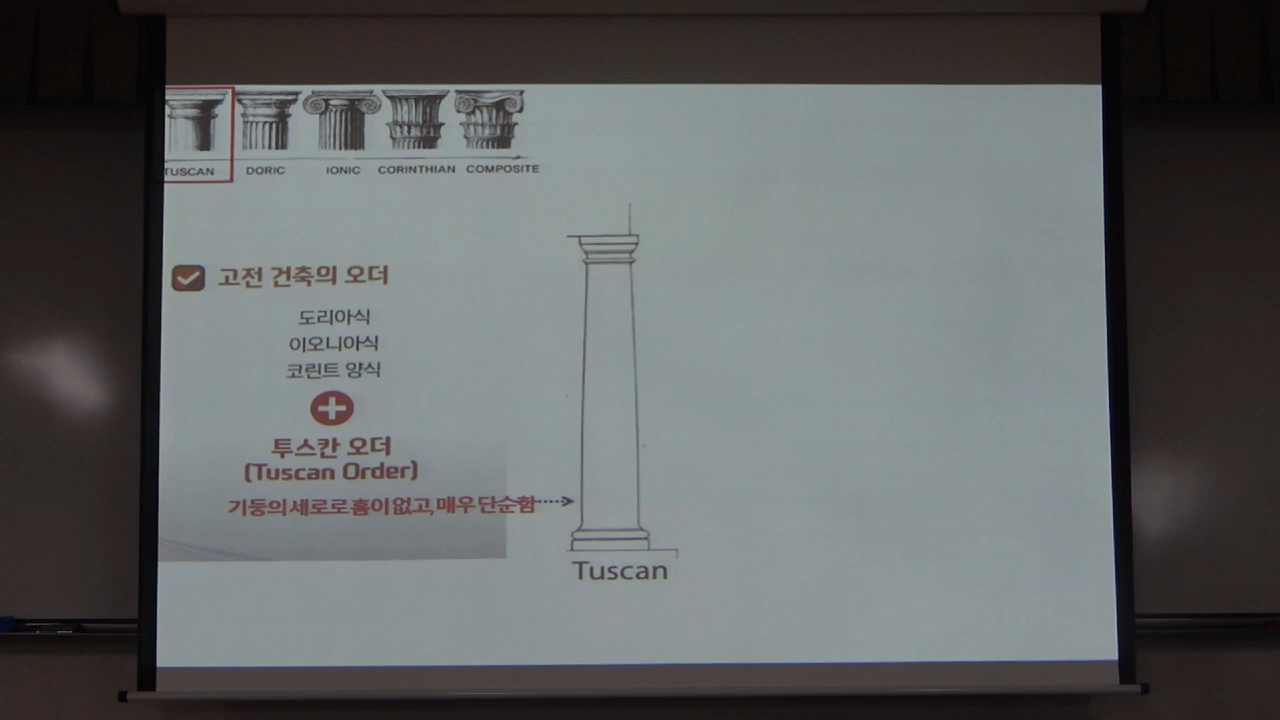 TUSCAN DORIC IONIC CORINTHIAN COMPOSITE
고전 건축의 오더
도리아식
이오니아식
코린트 양식
투스칸 오더
(Tuscan Order)
기둥의 세로로 홈이 없고, 매우 단순함
Tuscan